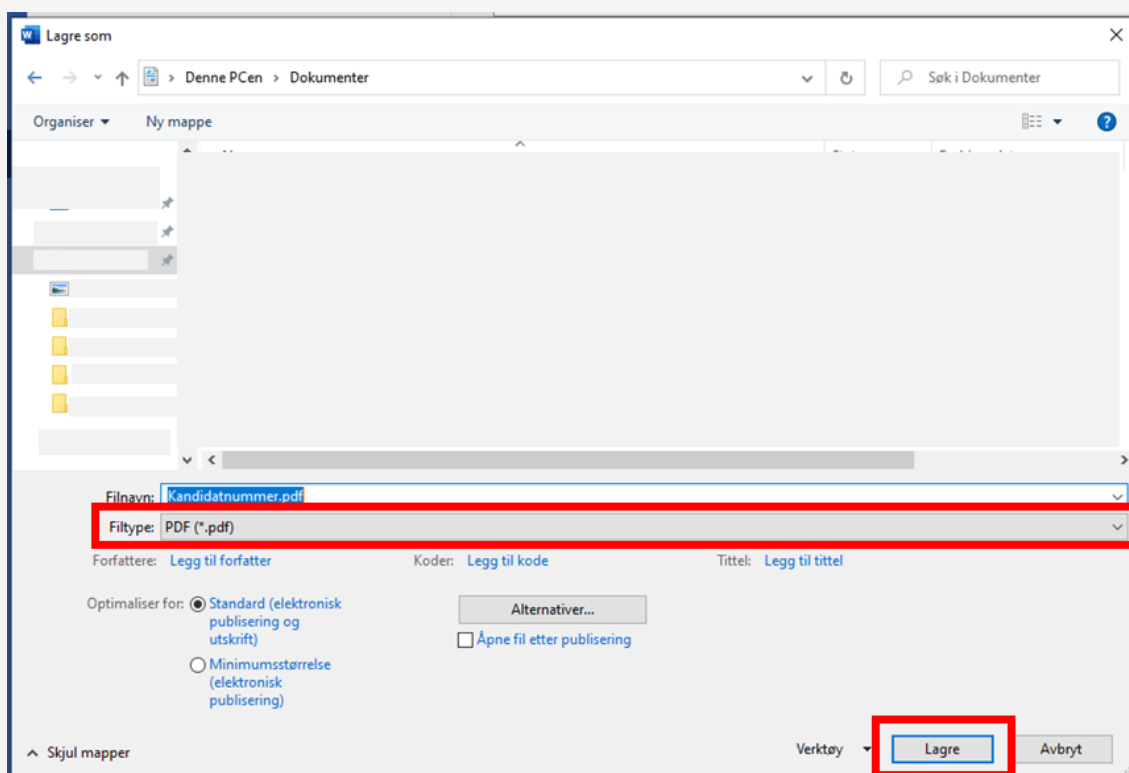 Lagre som
Denne PCen > Dokumenter
Søk i Dokumenter
Organiser
Ny mappe
Filnavn: Kandidatnummer.pdf
Filtype: PDF (*.pdf)
Forfattere: Legg til forfatter
Koder: Legg til kode
Tittel: Legg til tittel
Optimaliser for:
Standard (elektronisk
publisering og
utskrift)
Minimumsstørrelse
(elektronisk
publisering)
Alternativer...
Åpne fil etter publisering
Skjul mapper
Verktøy
Lagre
Avbryt